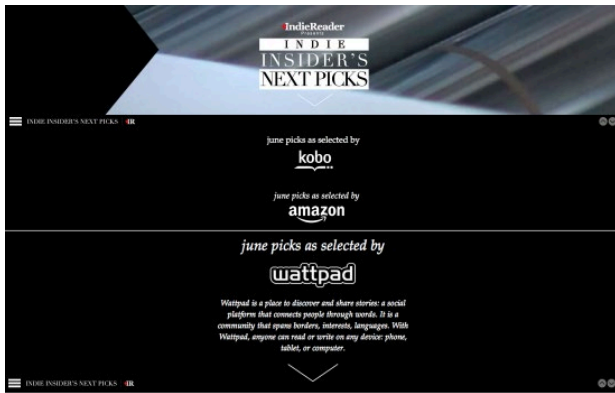 IndieReader
Presents
INDIE
INSIDER'S
NEXT PICKS
INDIE INSIDER'S NEXT PICKS IR
june picks as selected by
kobo
june picks as selected by
amazon
june picks as selected by
wattpad
Wattpad is a place to discover and share stories: a social
platform that connects people through words. It is a
community that spans borders, interests, languages. With
Wattpad, anyone can read or write on any device: phone,
tablet, or computer.
INDIE INSIDER'S NEXT PICKS IR